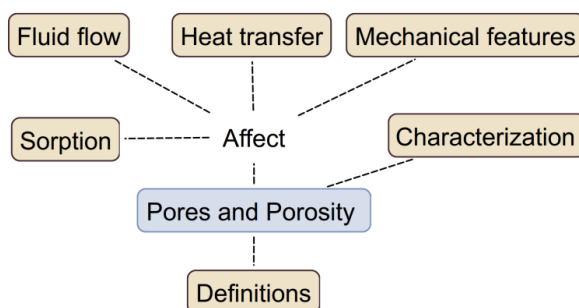 Fluid flow
Heat transfer
Mechanical features
Sorption
Affect
Characterization
Pores and Porosity
Definitions